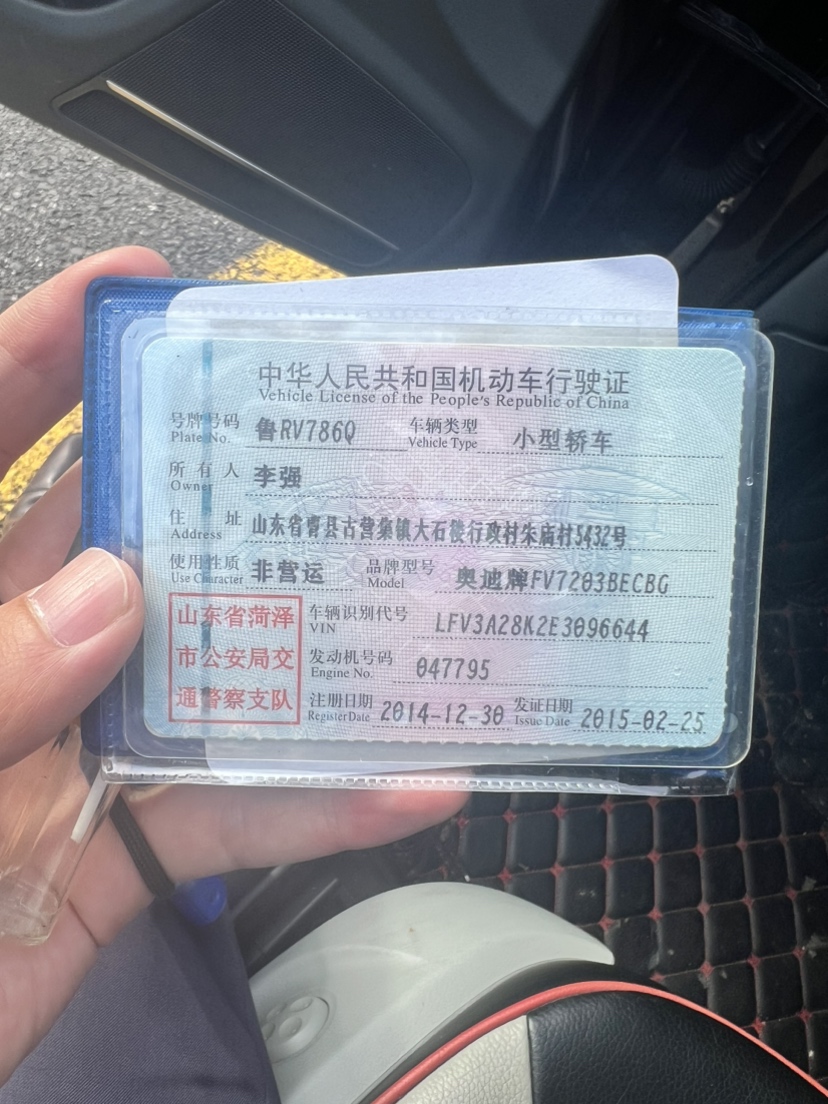 中华人民共和国机动车行驶证
Vehicle License of the People's Republic of China
号牌号码 鲁RV786Q 车辆类型 小型轿车
Plate No. Vehicle Type
所有人 李强
Owner
住址 山东省曹县古营集镇大石楼行政村朱庙村5432号
Address
使用性质 非营运 品牌型号 奥迪牌FV7203BECBG
Use Character Model
山东省菏泽
市公安局交
通警察支队
车辆识别代号 LFV3A28K2E3096644
VIN
发动机号码 047795
Engine No.
注册日期 2014-12-30 发证日期 2015-02-25
Register Date Issue Date